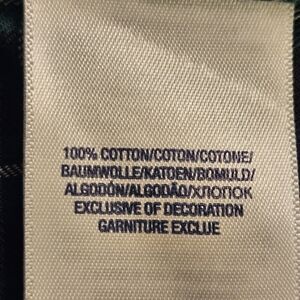 100% COTTON/COTON/COTONE/
BAUMWOLLE/KATOEN/BOMULD/
ALGODÓN/ALGODÃO/ХЛОПОК
EXCLUSIVE OF DECORATION
GARNITURE EXCLUE